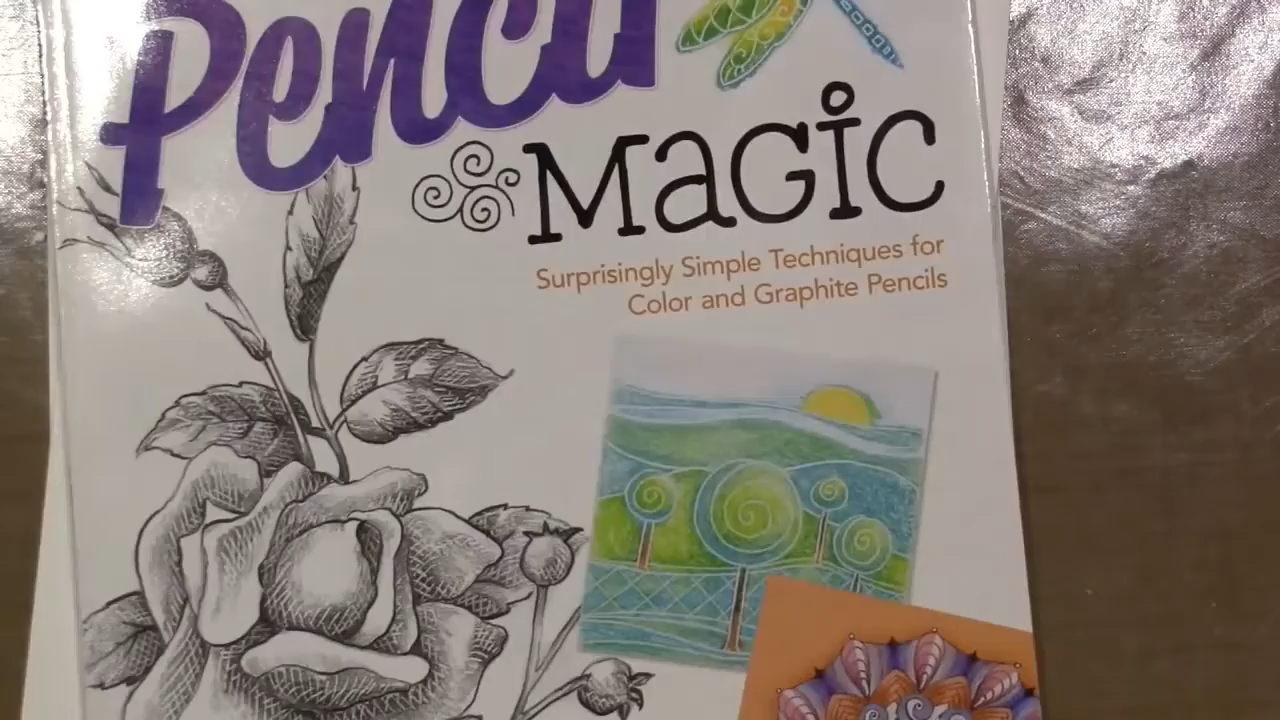 Pencil
MaGic
Surprisingly Simple Techniques for
Color and Graphite Pencils